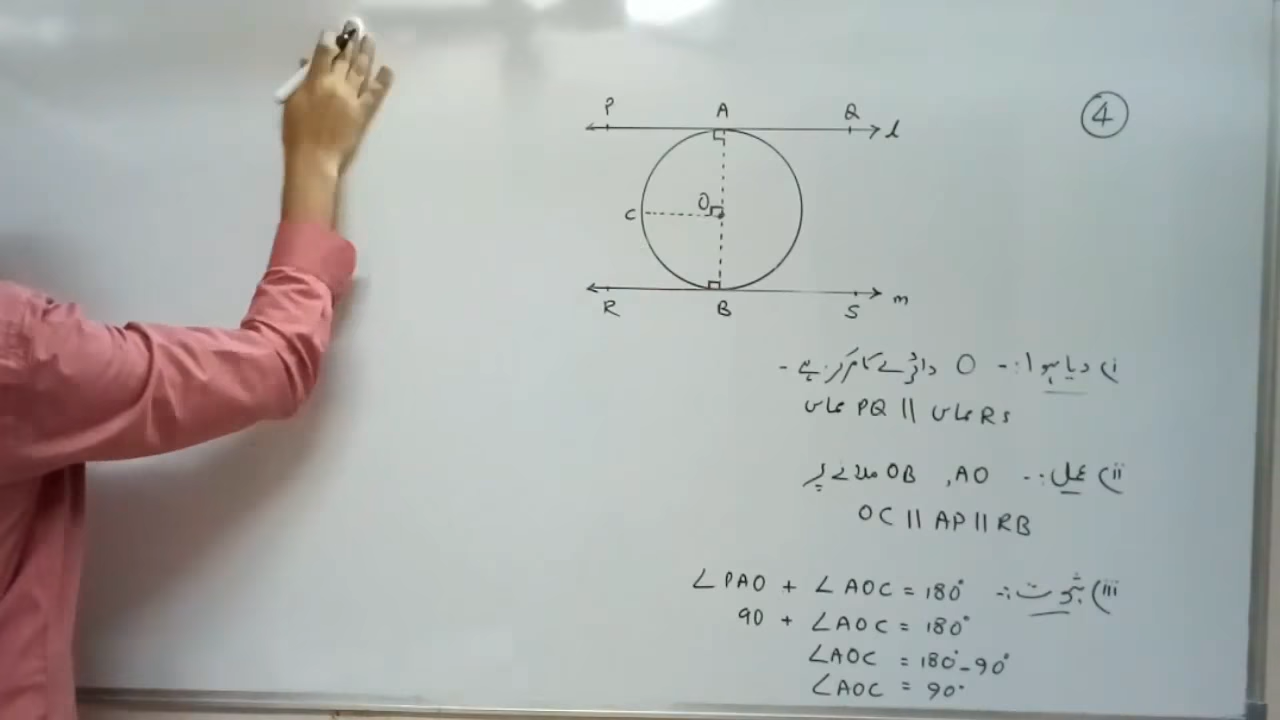 ④
P A Q l
C O
R B S m
i) دیا ہوا :- O دائرے کا مرکز ہے -
مماس PQ || مماس RS
ii) عمل :- AO , OB ملانے پر
OC || AP || RB
iii) ثبوت :- ∠PAO + ∠AOC = 180°
90 + ∠AOC = 180°
∠AOC = 180° - 90°
∠AOC = 90°